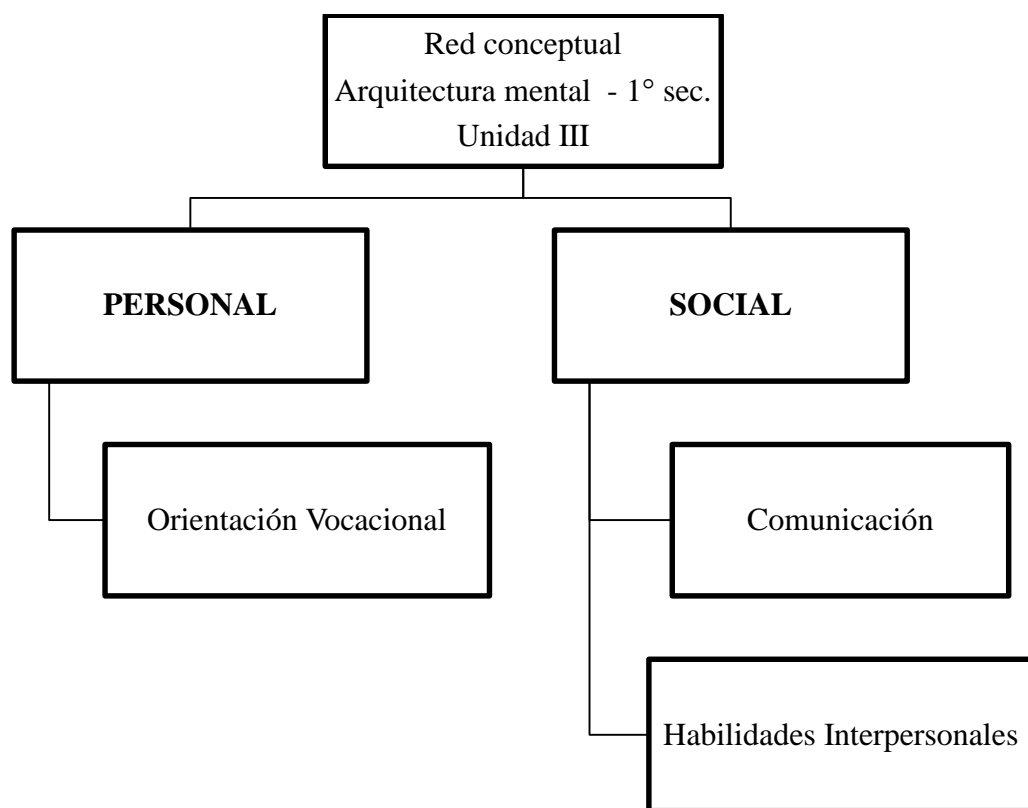 Red conceptual
Arquitectura mental - 1° sec.
Unidad III
PERSONAL
SOCIAL
Orientación Vocacional
Comunicación
Habilidades Interpersonales